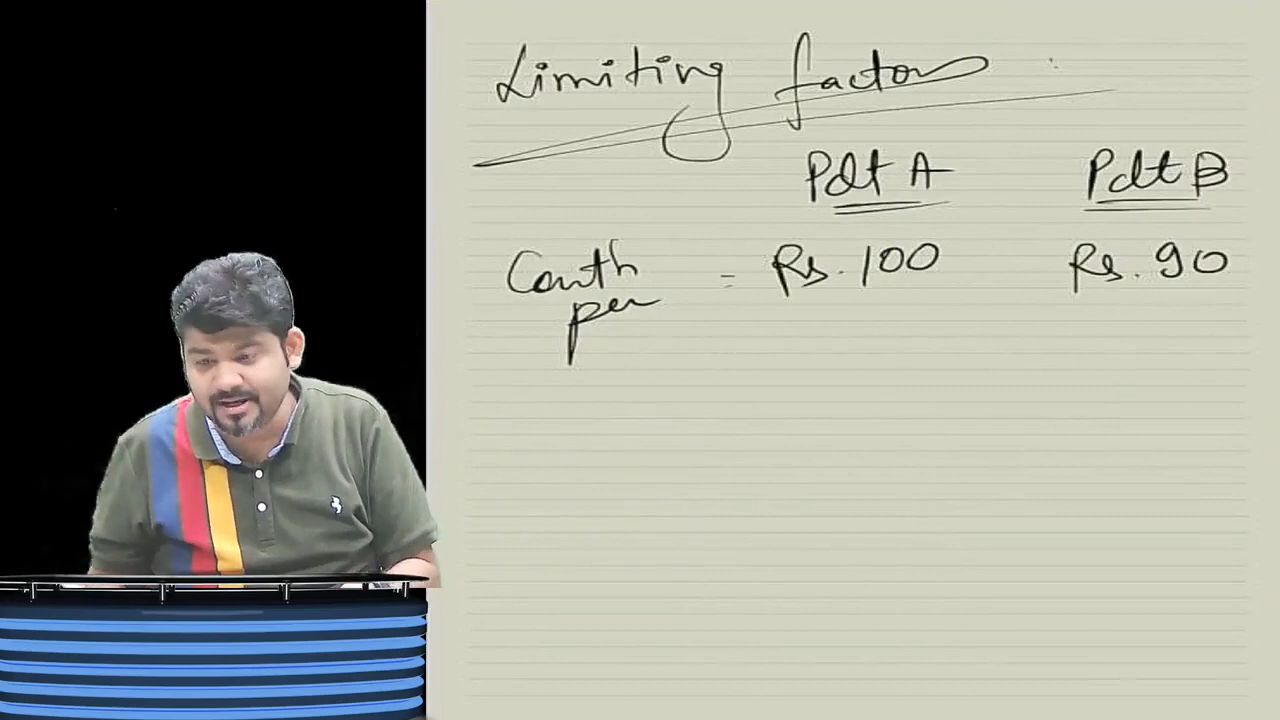 Limiting factor
Pdt A Pdt B
Conth = Rs. 100 Rs. 90
per